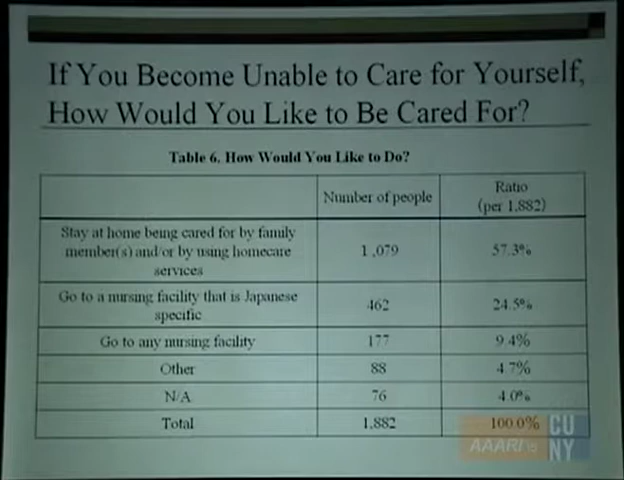 If You Become Unable to Care for Yourself,
How Would You Like to Be Cared For?
Table 6. How Would You Like to Do?
Number of people
Ratio
(per 1.882)
Stay at home being cared for by family
member(s) and/or by using homecare
services
1,079
57.3%
Go to a nursing facility that is Japanese
specific
462
24.5%
Go to any nursing facility
177
9.4%
Other
88
4.7%
N/A
76
4.0%
Total
1,882
100.0%
AAARI
CU
NY